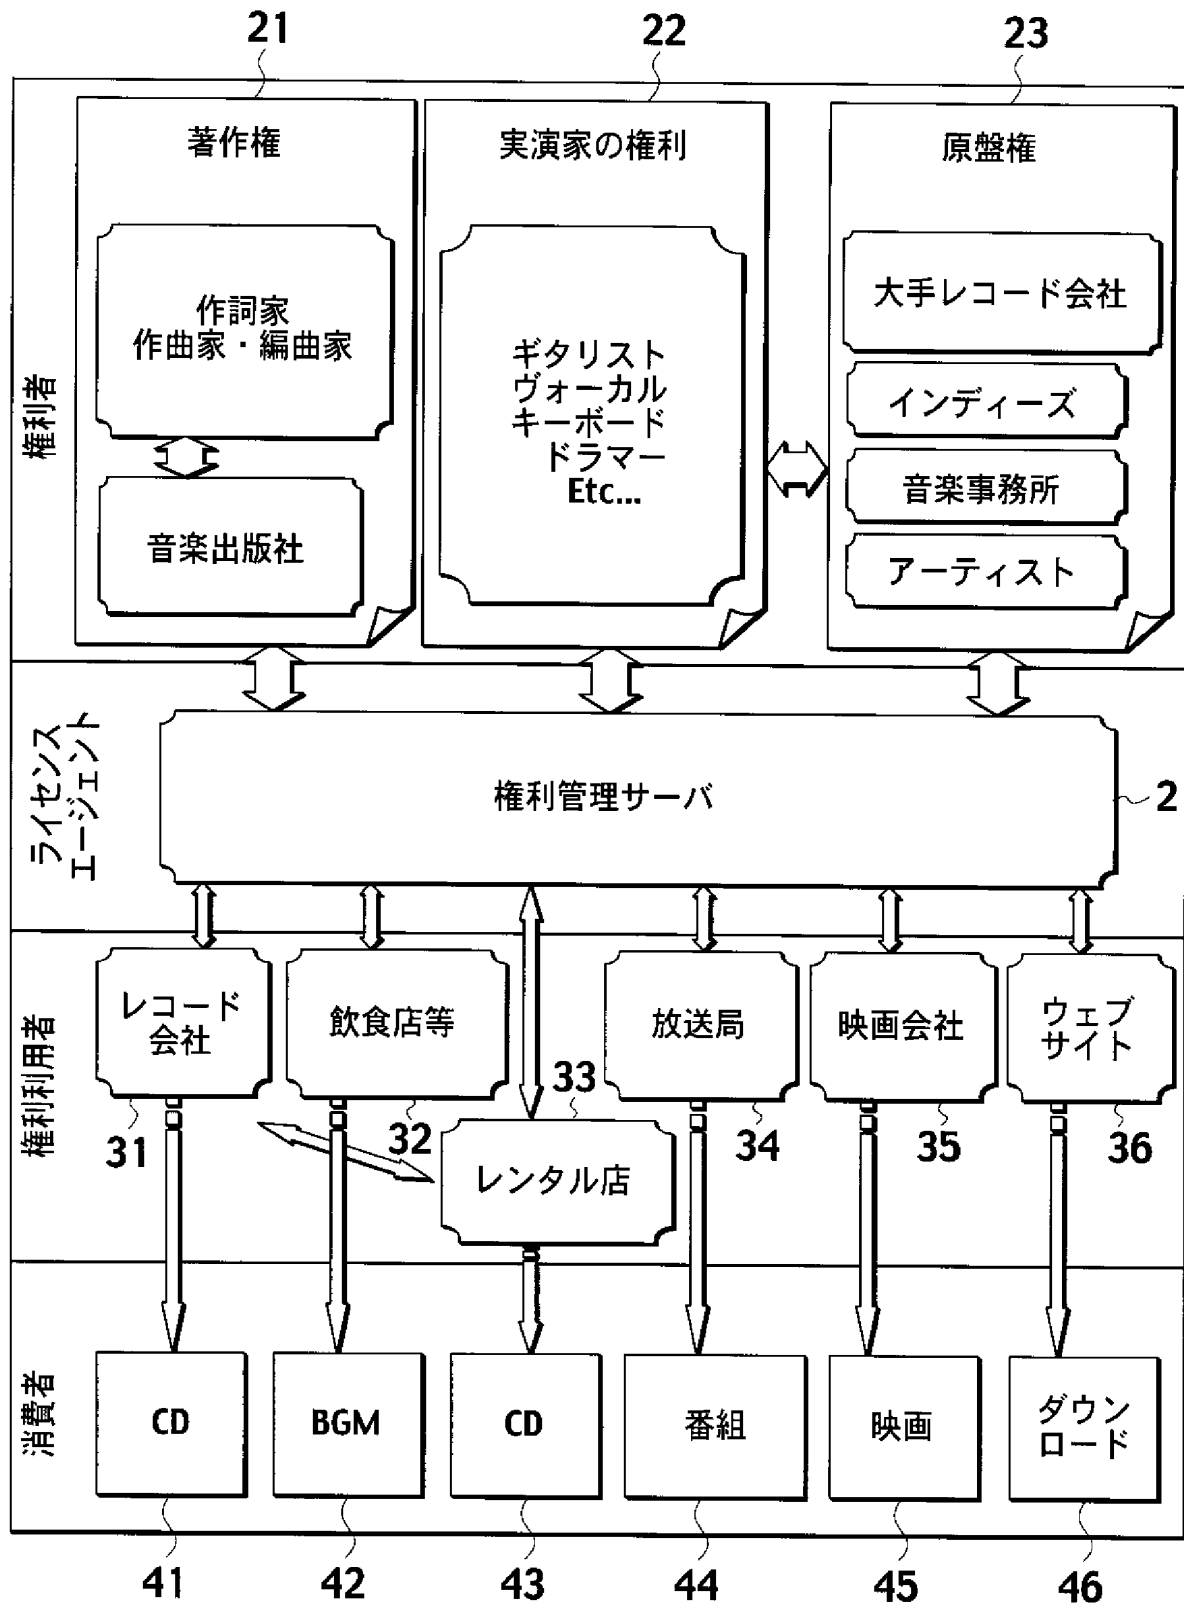 21
22
23
権利者
著作権
作詞家
作曲家・編曲家
音楽出版社
実演家の権利
ギタリスト
ヴォーカル
キーボード
ドラマー
Etc...
原盤権
大手レコード会社
インディーズ
音楽事務所
アーティスト
ライセンス
エージェント
権利管理サーバ
2
権利利用者
レコード
会社
31
飲食店等
32
33
レンタル店
放送局
34
映画会社
35
ウェブ
サイト
36
消費者
CD
BGM
CD
番組
映画
ダウン
ロード
41
42
43
44
45
46